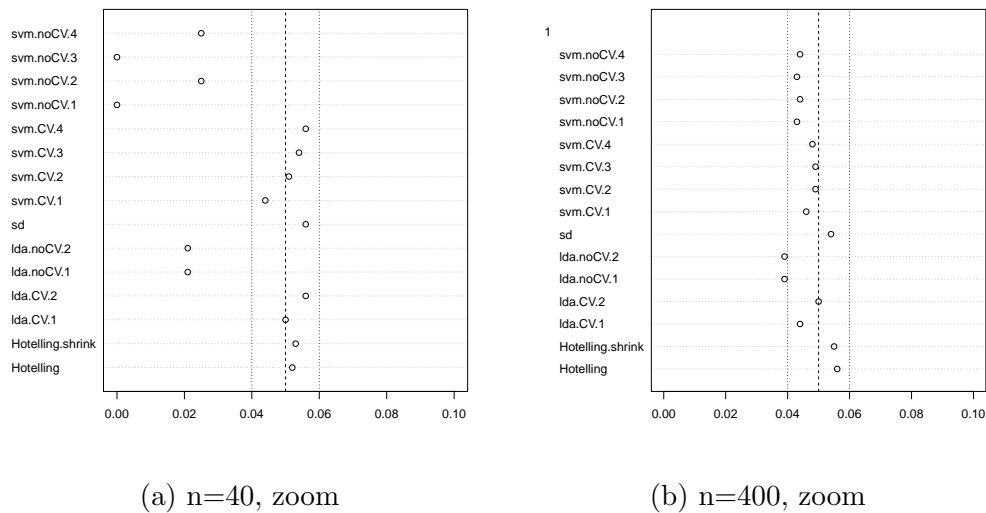 svm.noCV.4
svm.noCV.3
svm.noCV.2
svm.noCV.1
svm.CV.4
svm.CV.3
svm.CV.2
svm.CV.1
sd
lda.noCV.2
lda.noCV.1
lda.CV.2
lda.CV.1
Hotelling.shrink
Hotelling
0.00 0.02 0.04 0.06 0.08 0.10
(a) n=40, zoom
1
svm.noCV.4
svm.noCV.3
svm.noCV.2
svm.noCV.1
svm.CV.4
svm.CV.3
svm.CV.2
svm.CV.1
sd
lda.noCV.2
lda.noCV.1
lda.CV.2
lda.CV.1
Hotelling.shrink
Hotelling
0.00 0.02 0.04 0.06 0.08 0.10
(b) n=400, zoom